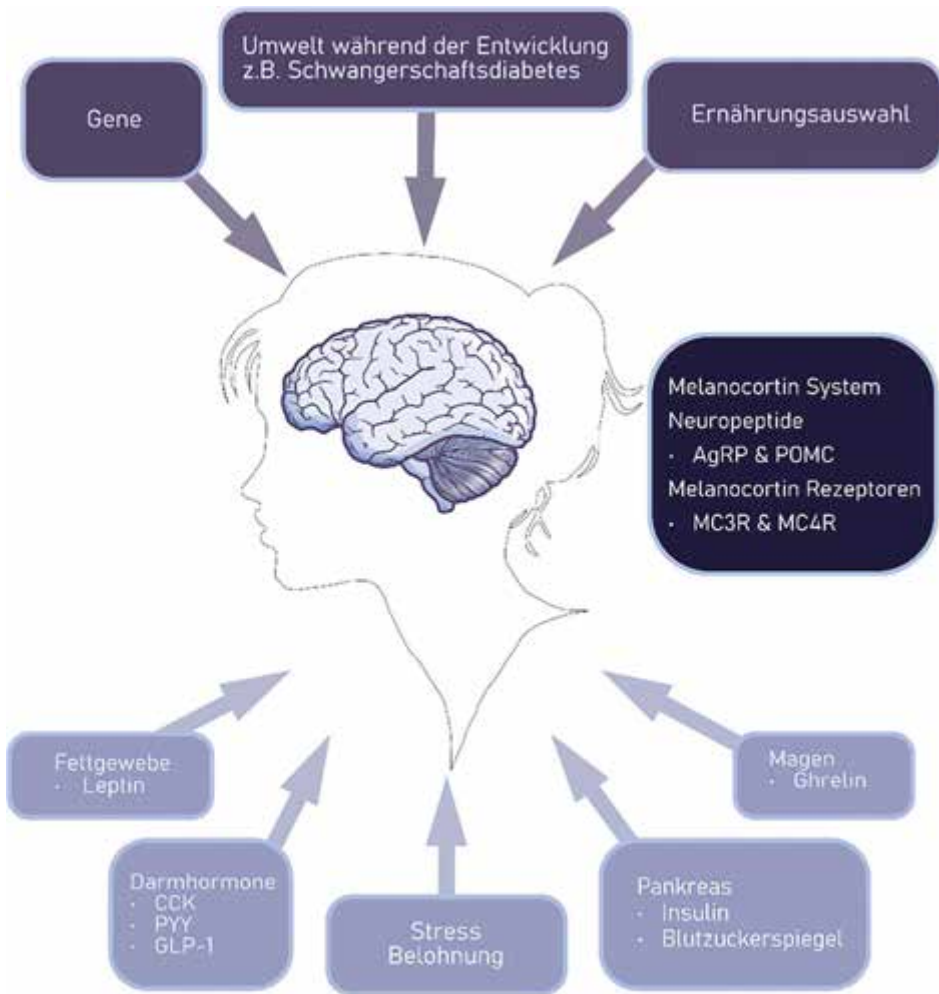 Umwelt während der Entwicklung
z.B. Schwangerschaftsdiabetes
Gene
Ernährungsauswahl
Melanocortin System
Neuropeptide
· AgRP & POMC
Melanocortin Rezeptoren
· MC3R & MC4R
Fettgewebe
· Leptin
Magen
· Ghrelin
Darmhormone
· CCK
· PYY
· GLP-1
Stress
Belohnung
Pankreas
· Insulin
· Blutzuckerspiegel